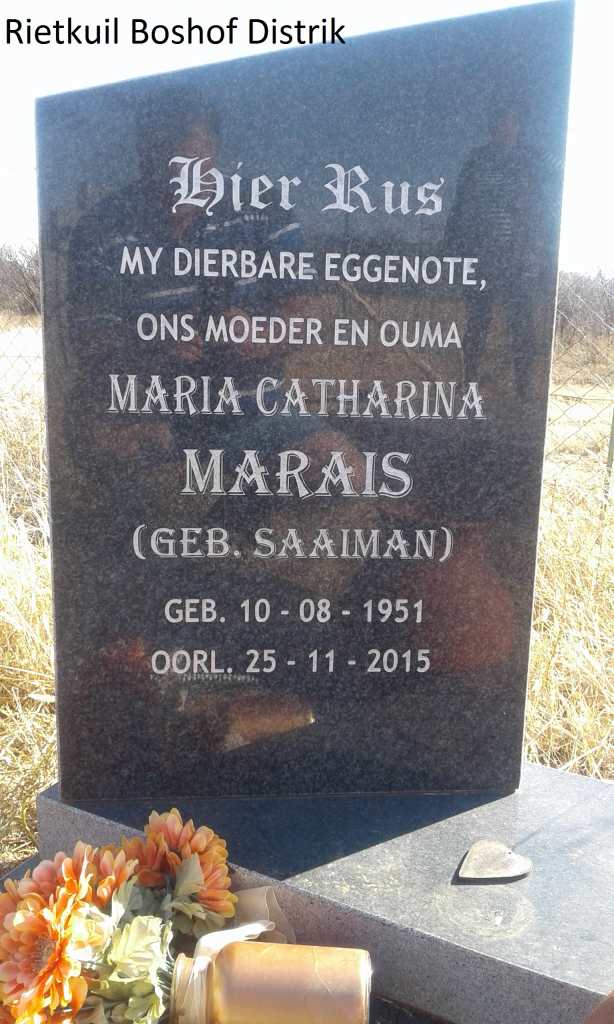 Rietkuil Boshof Distrik
Hier Rus
MY DIERBARE EGGENOTE,
ONS MOEDER EN OUMA
MARIA CATHARINA
MARAIS
(GEB. SAAIMAN)
GEB. 10 - 08 - 1951
OORL. 25 - 11 - 2015